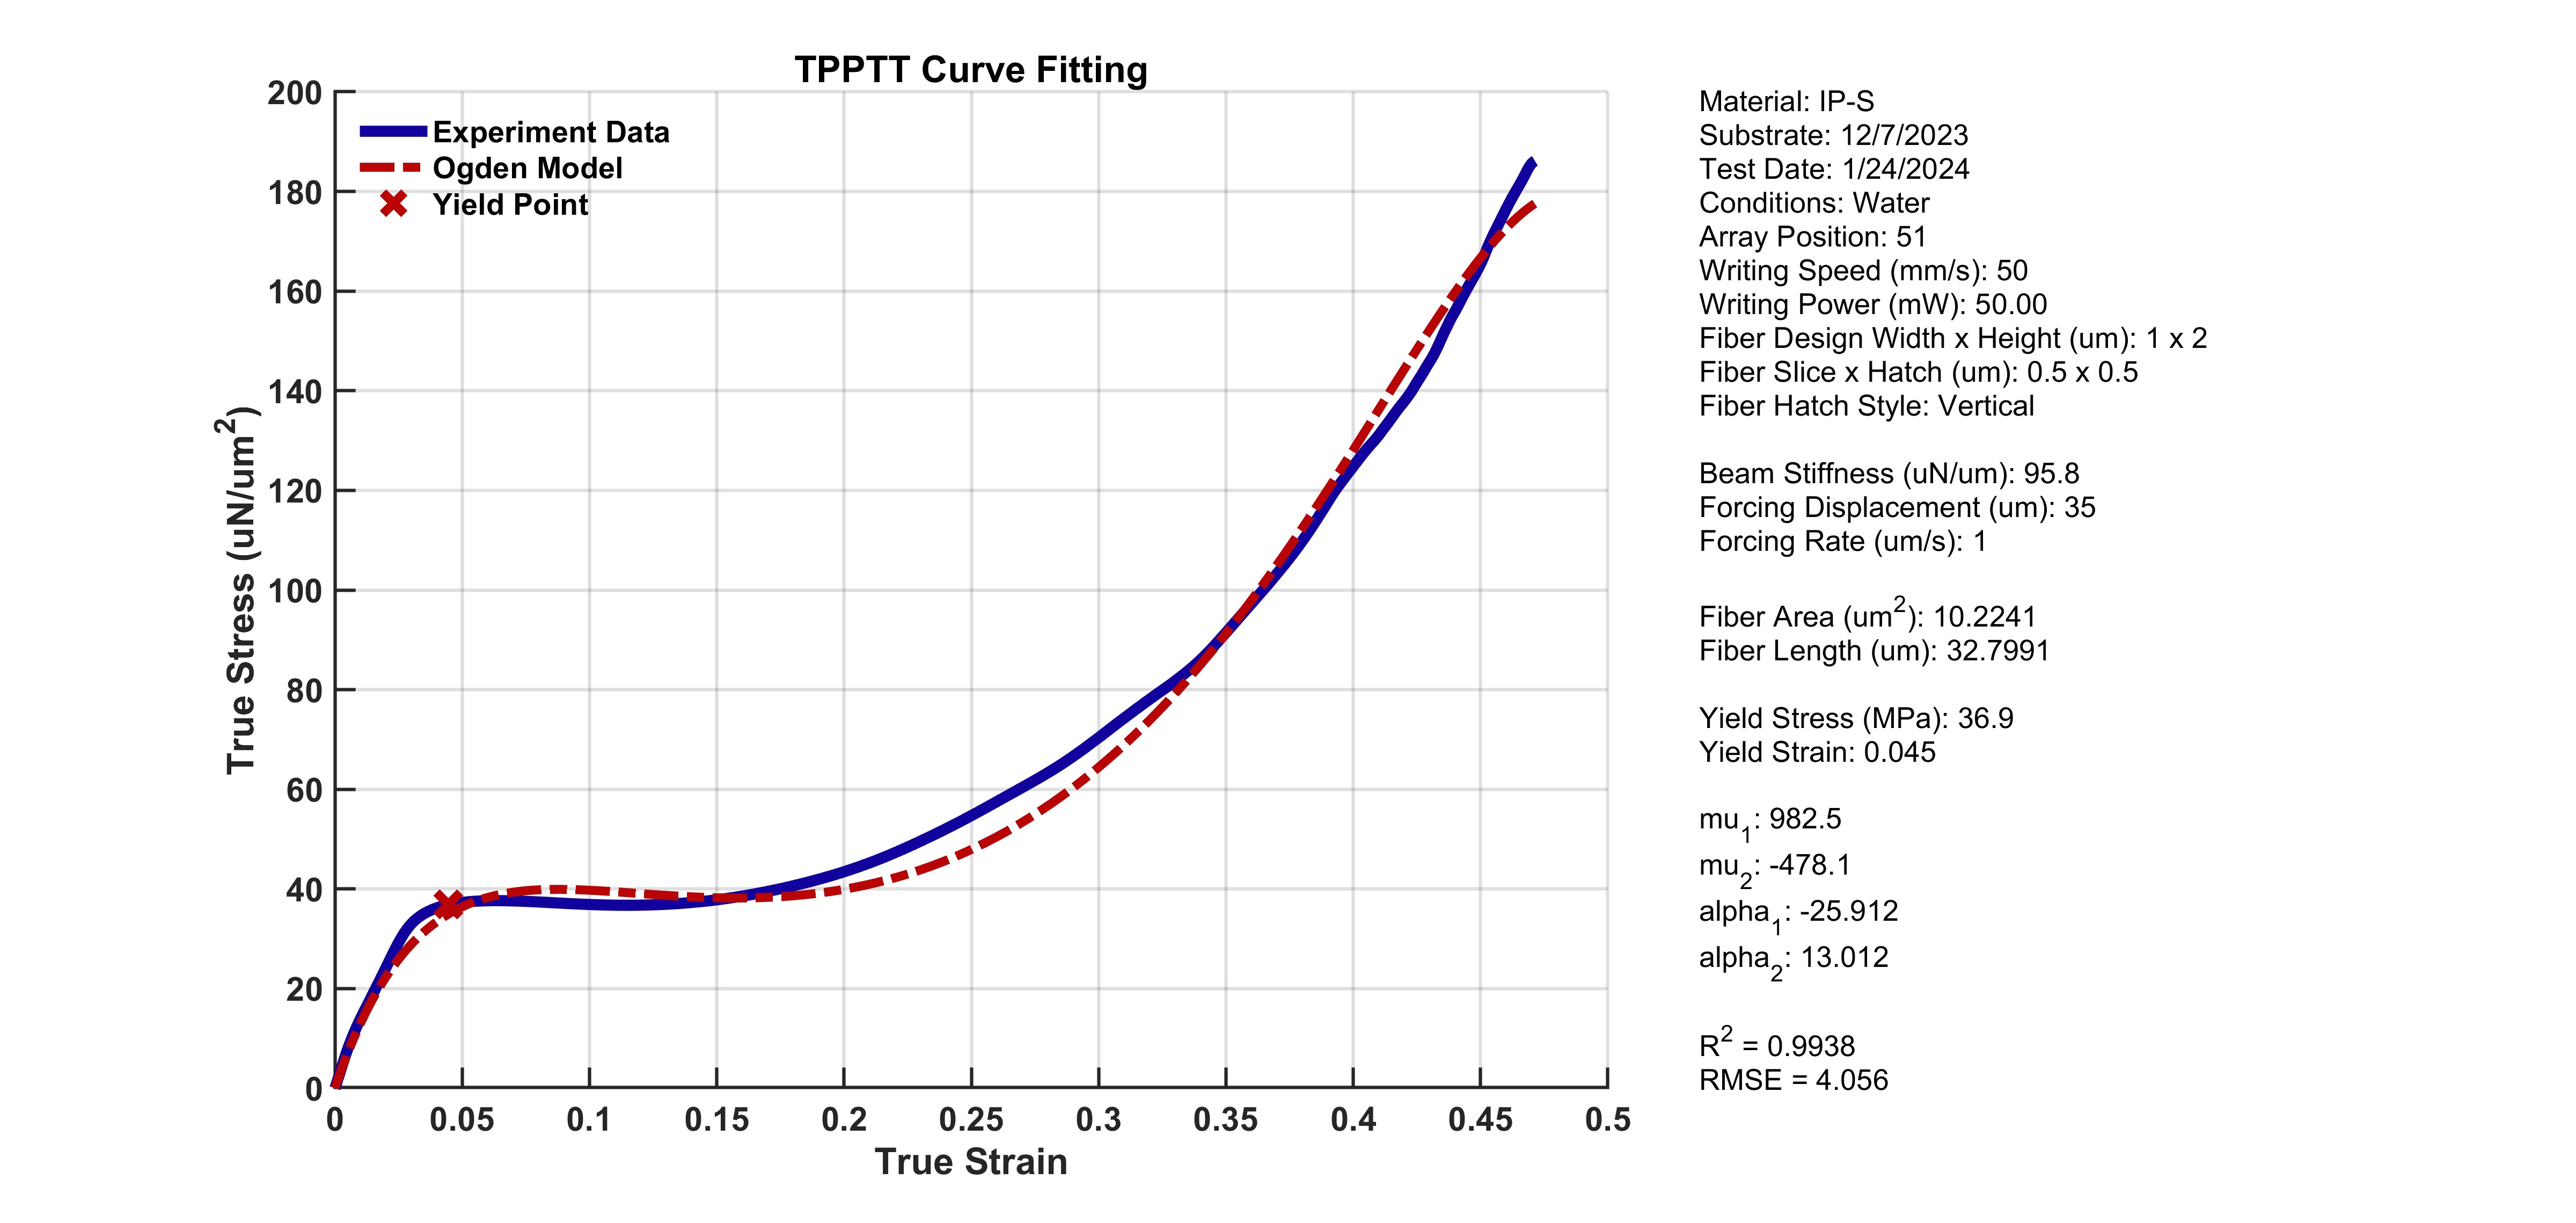 TPPTT Curve Fitting
200
180
160
140
120
100
80
60
40
20
0
True Stress (uN/um²)
Experiment Data
Ogden Model
Yield Point
0 0.05 0.1 0.15 0.2 0.25 0.3 0.35 0.4 0.45 0.5
True Strain
Material: IP-S
Substrate: 12/7/2023
Test Date: 1/24/2024
Conditions: Water
Array Position: 51
Writing Speed (mm/s): 50
Writing Power (mW): 50.00
Fiber Design Width x Height (um): 1 x 2
Fiber Slice x Hatch (um): 0.5 x 0.5
Fiber Hatch Style: Vertical
Beam Stiffness (uN/um): 95.8
Forcing Displacement (um): 35
Forcing Rate (um/s): 1
Fiber Area (um²): 10.2241
Fiber Length (um): 32.7991
Yield Stress (MPa): 36.9
Yield Strain: 0.045
mu₁: 982.5
mu₂: -478.1
alpha₁: -25.912
alpha₂: 13.012
R² = 0.9938
RMSE = 4.056